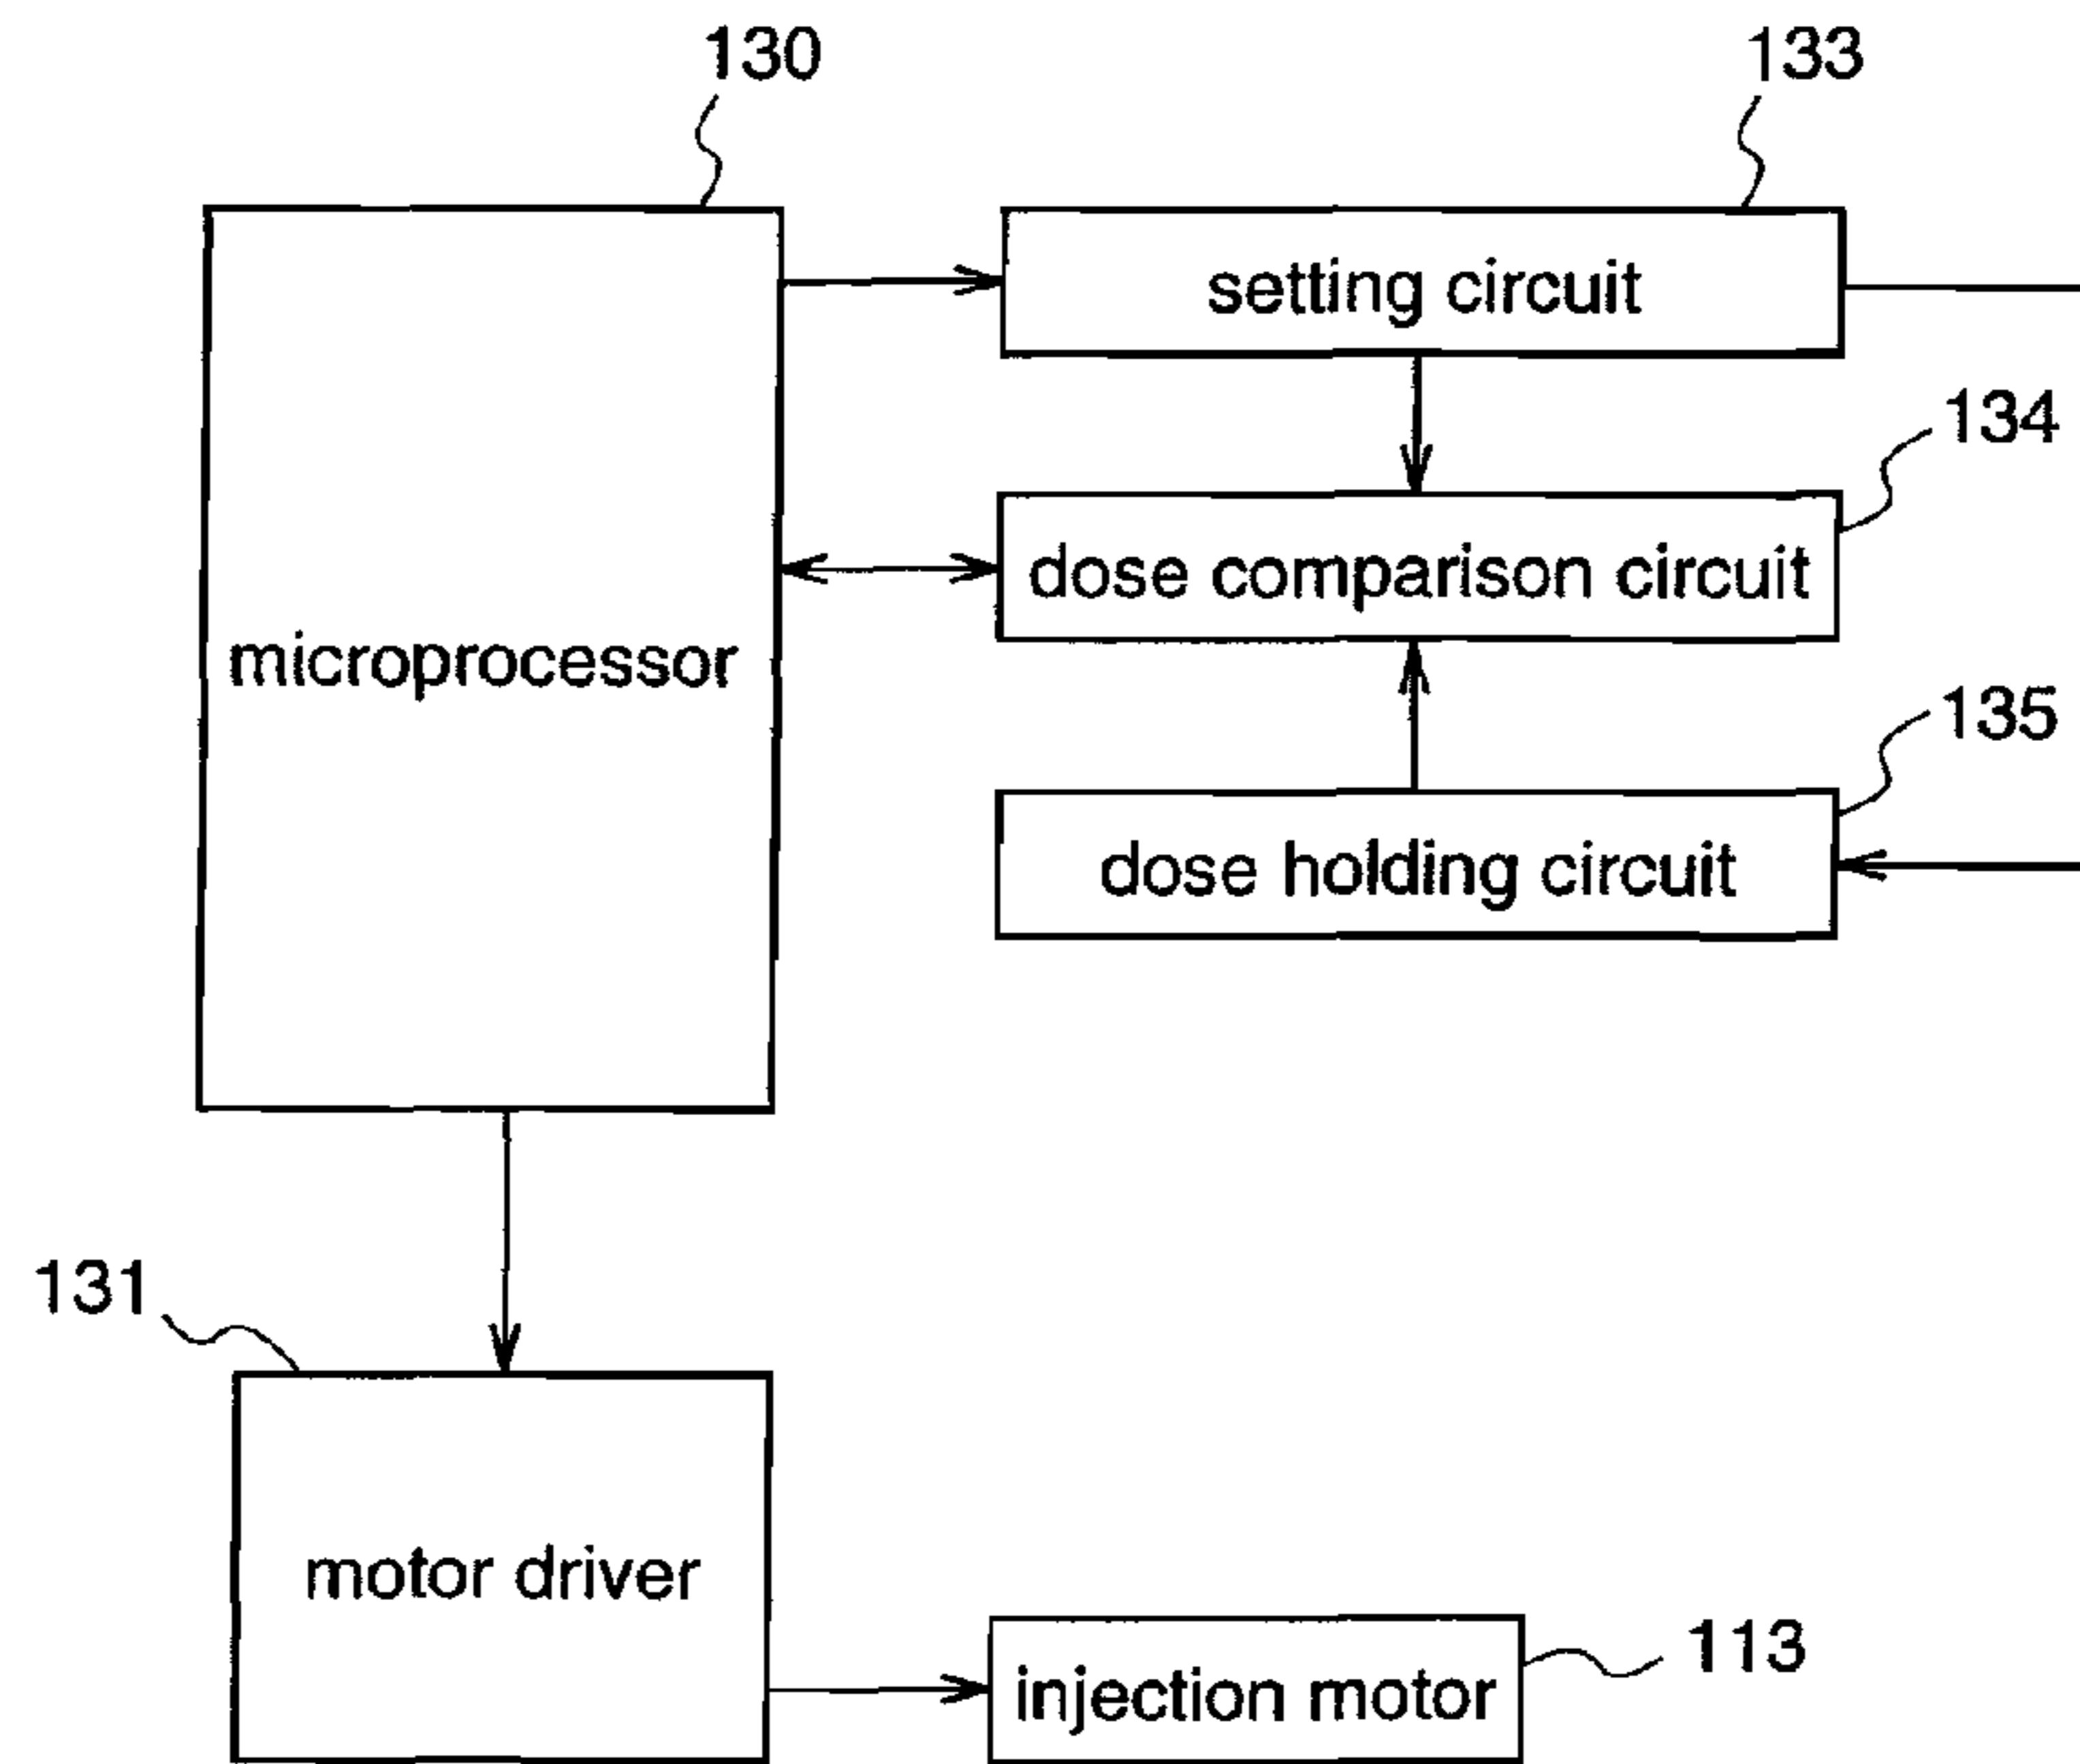 130
133
setting circuit
134
dose comparison circuit
microprocessor
135
dose holding circuit
131
motor driver
113
injection motor